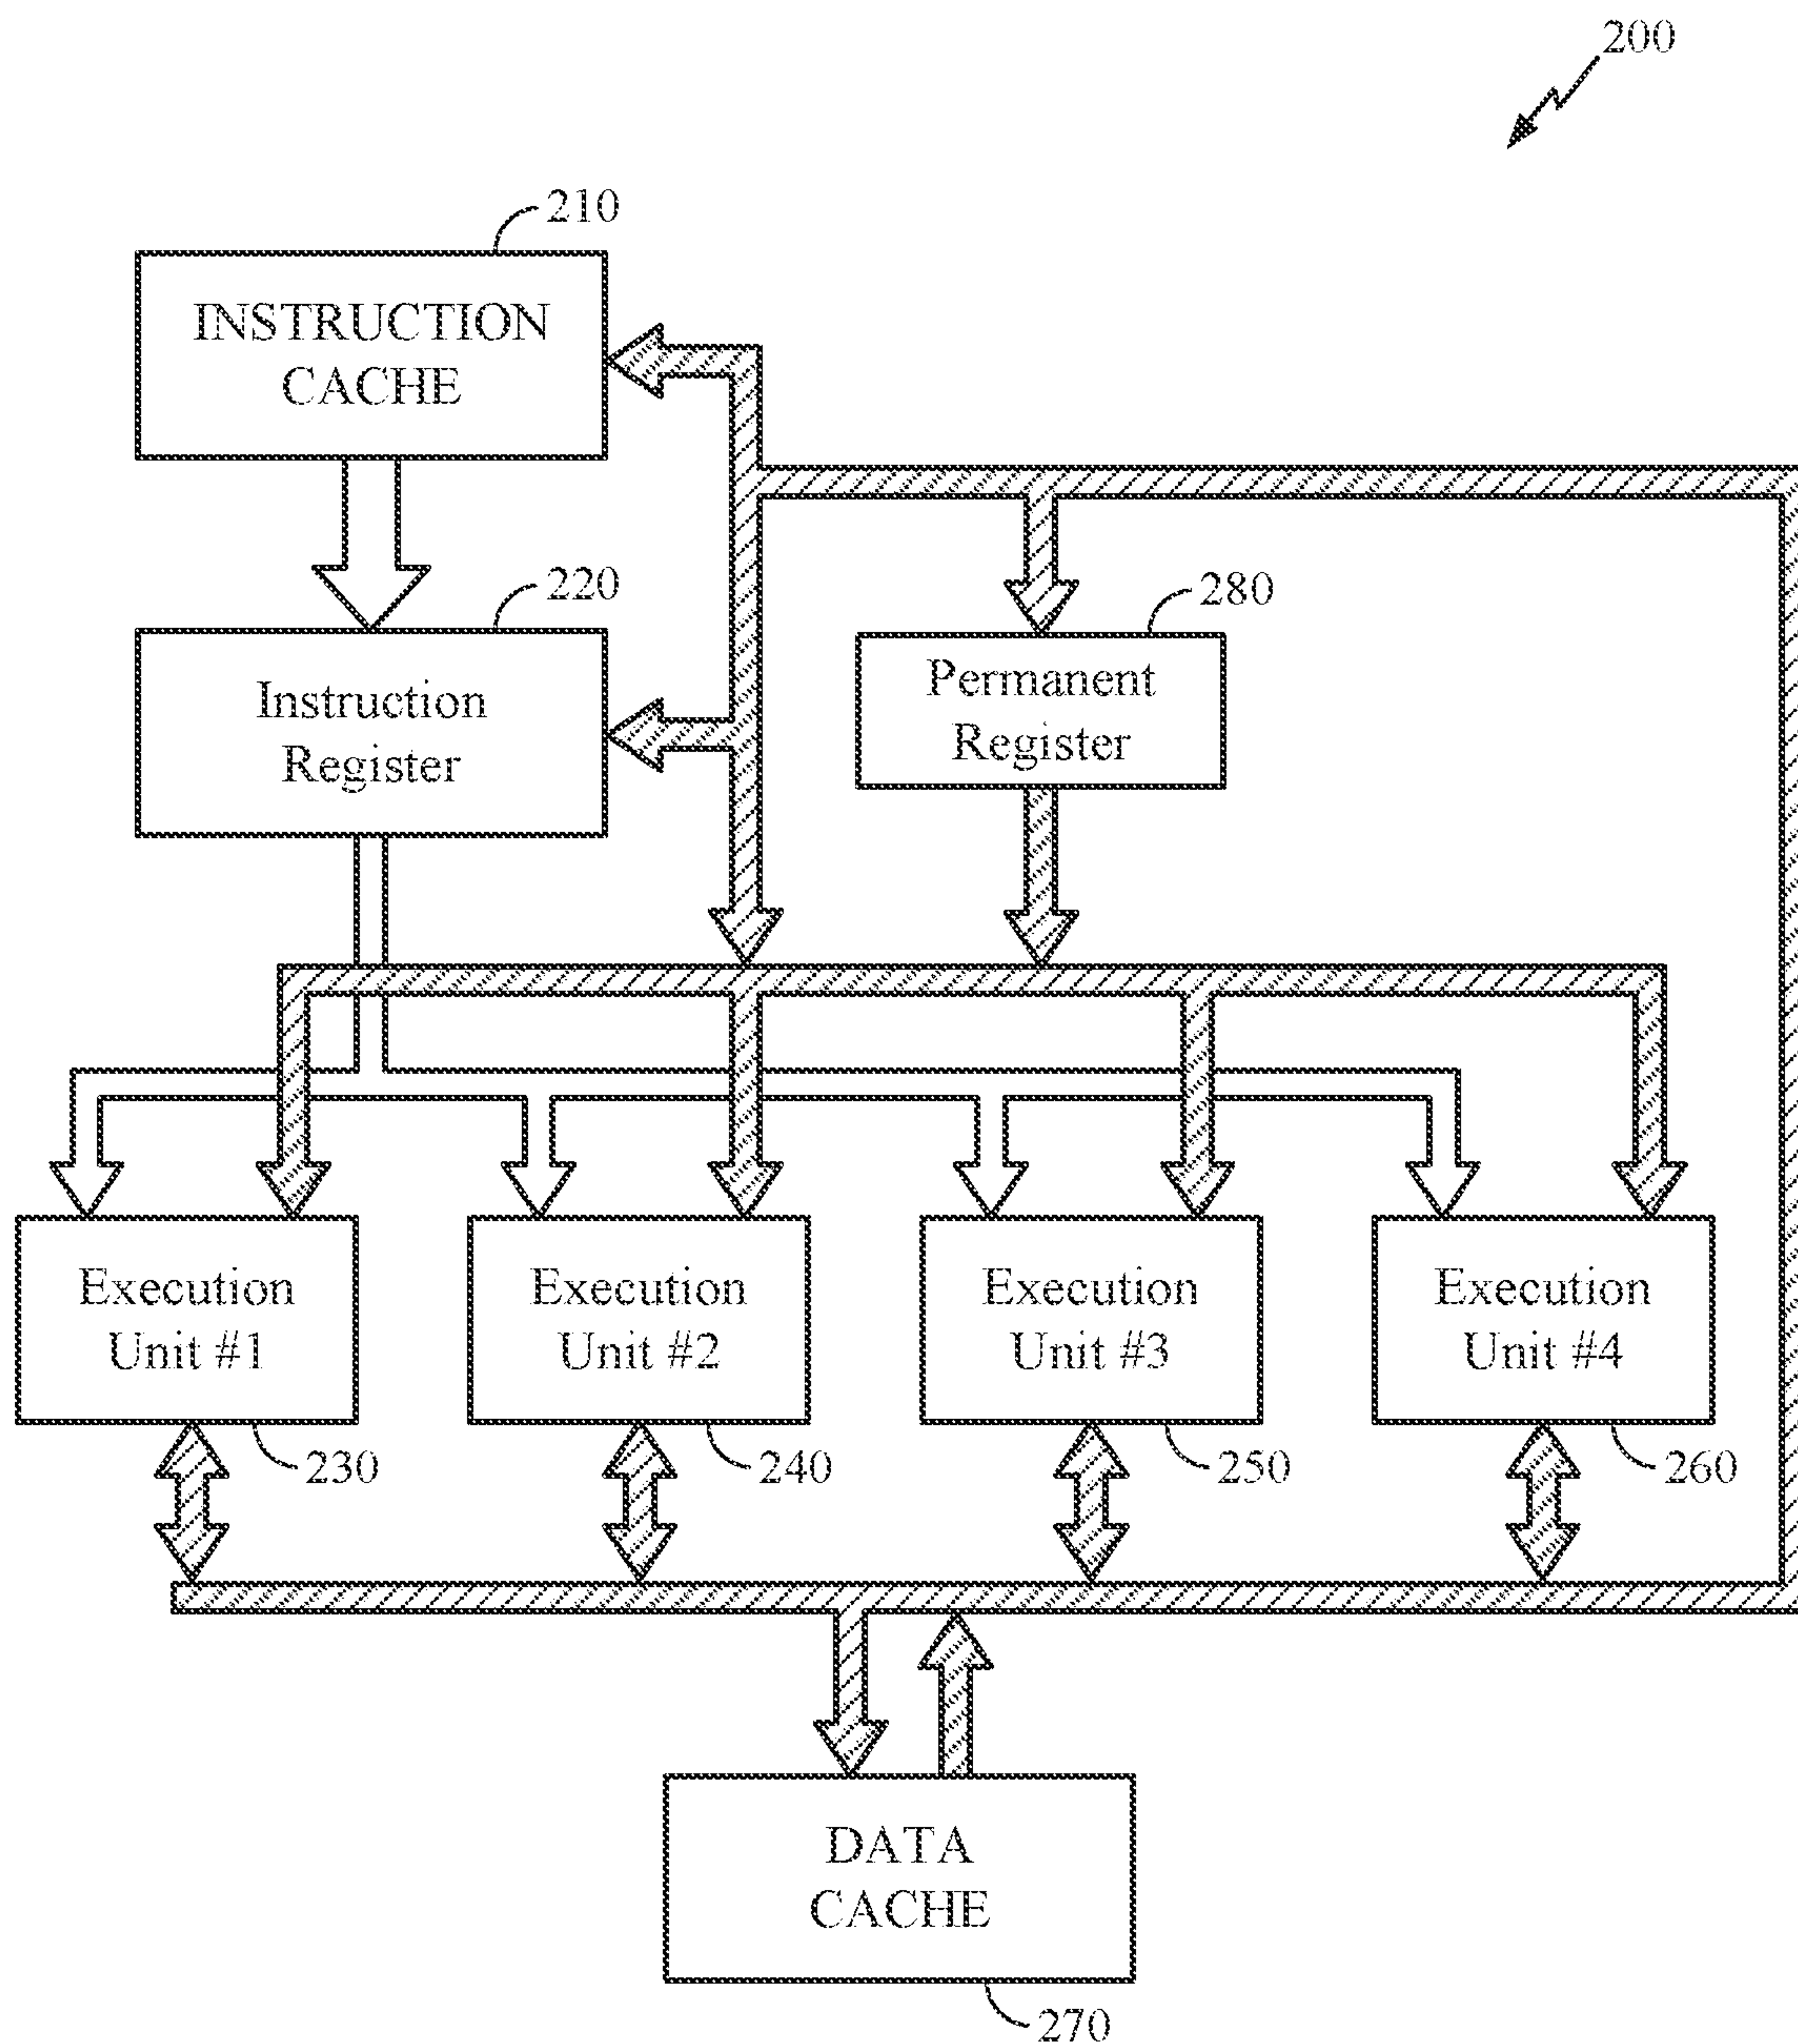 200
210
INSTRUCTION
CACHE
220
Instruction
Register
280
Permanent
Register
Execution
Unit #1
Execution
Unit #2
Execution
Unit #3
Execution
Unit #4
230
240
250
260
DATA
CACHE
270